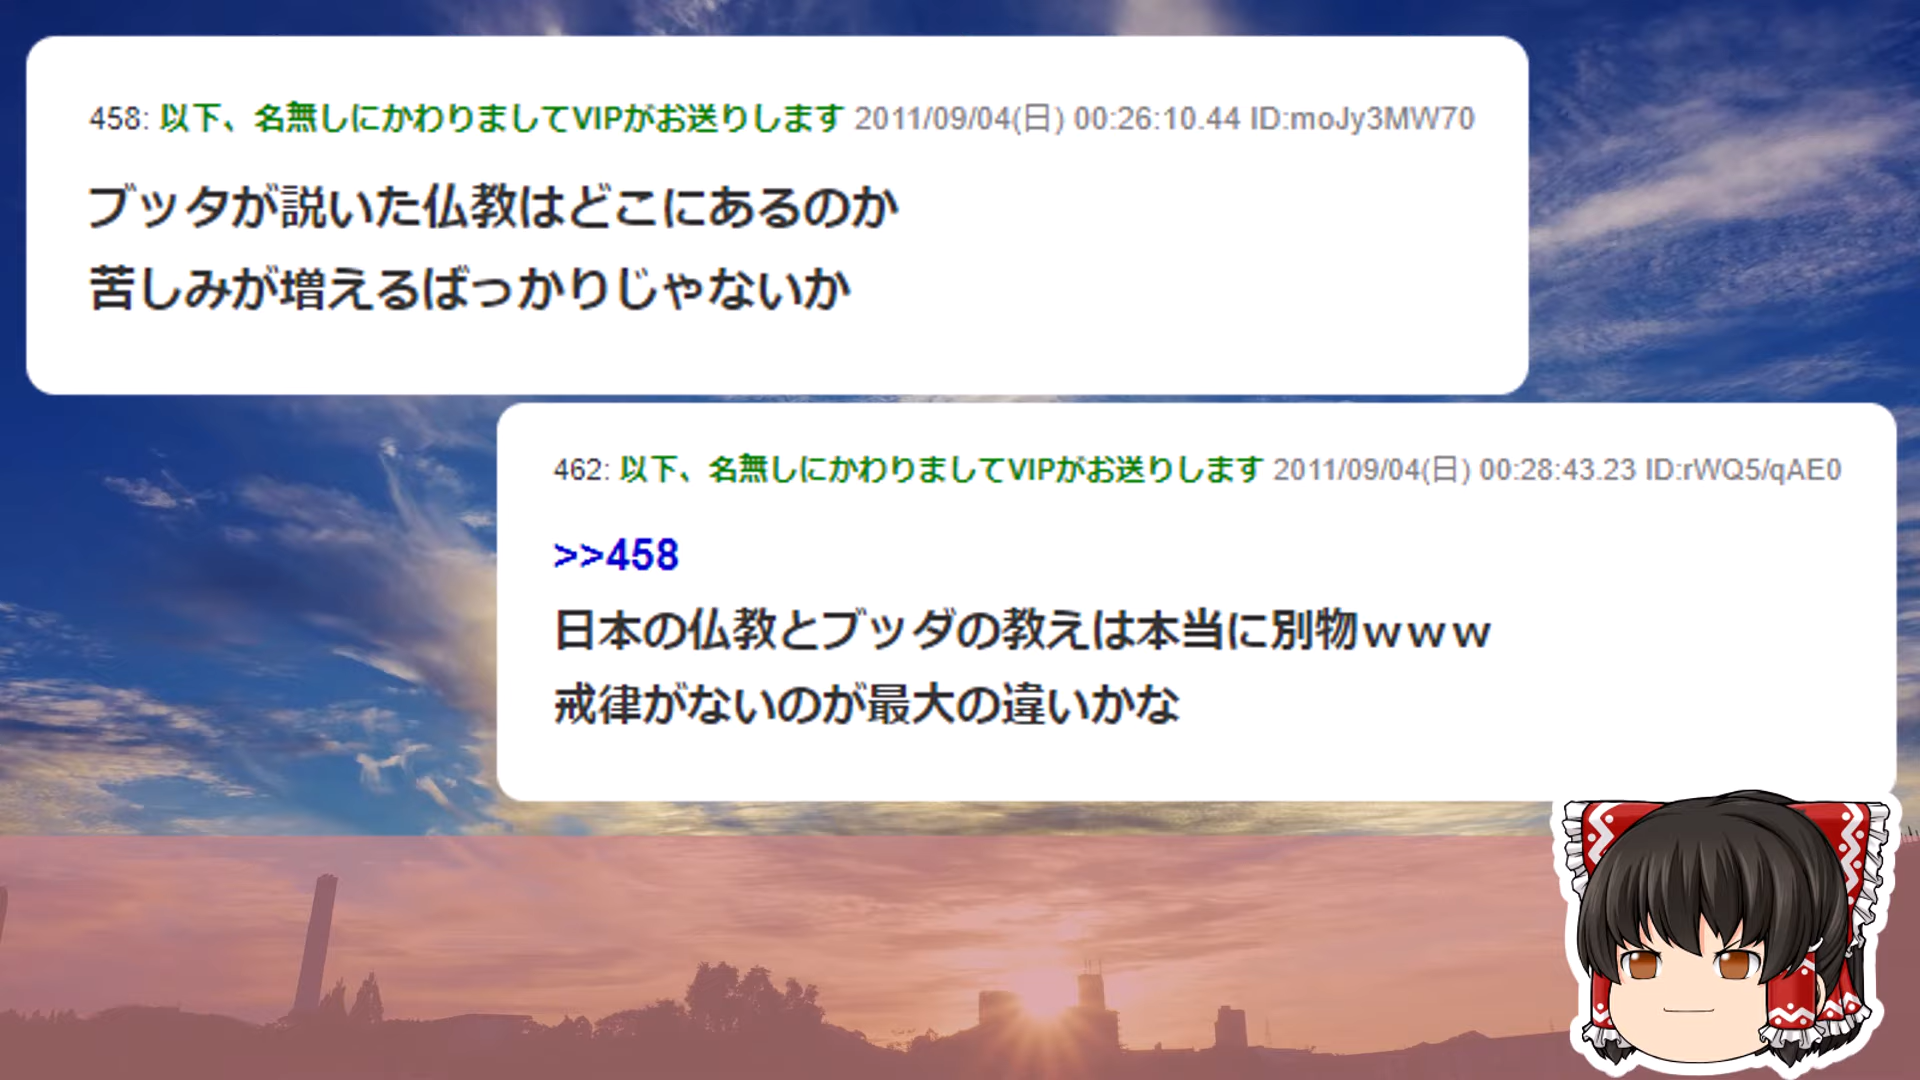 458: 以下、名無しにかわりましてVIPがお送りします 2011/09/04(日) 00:26:10.44 ID:moJy3MW70
ブッタが説いた仏教はどこにあるのか
苦しみが増えるばっかりじゃないか
462: 以下、名無しにかわりましてVIPがお送りします 2011/09/04(日) 00:28:43.23 ID:rWQ5/qAE0
>>458
日本の仏教とブッダの教えは本当に別物ｗｗｗ
戒律がないのが最大の違いかな